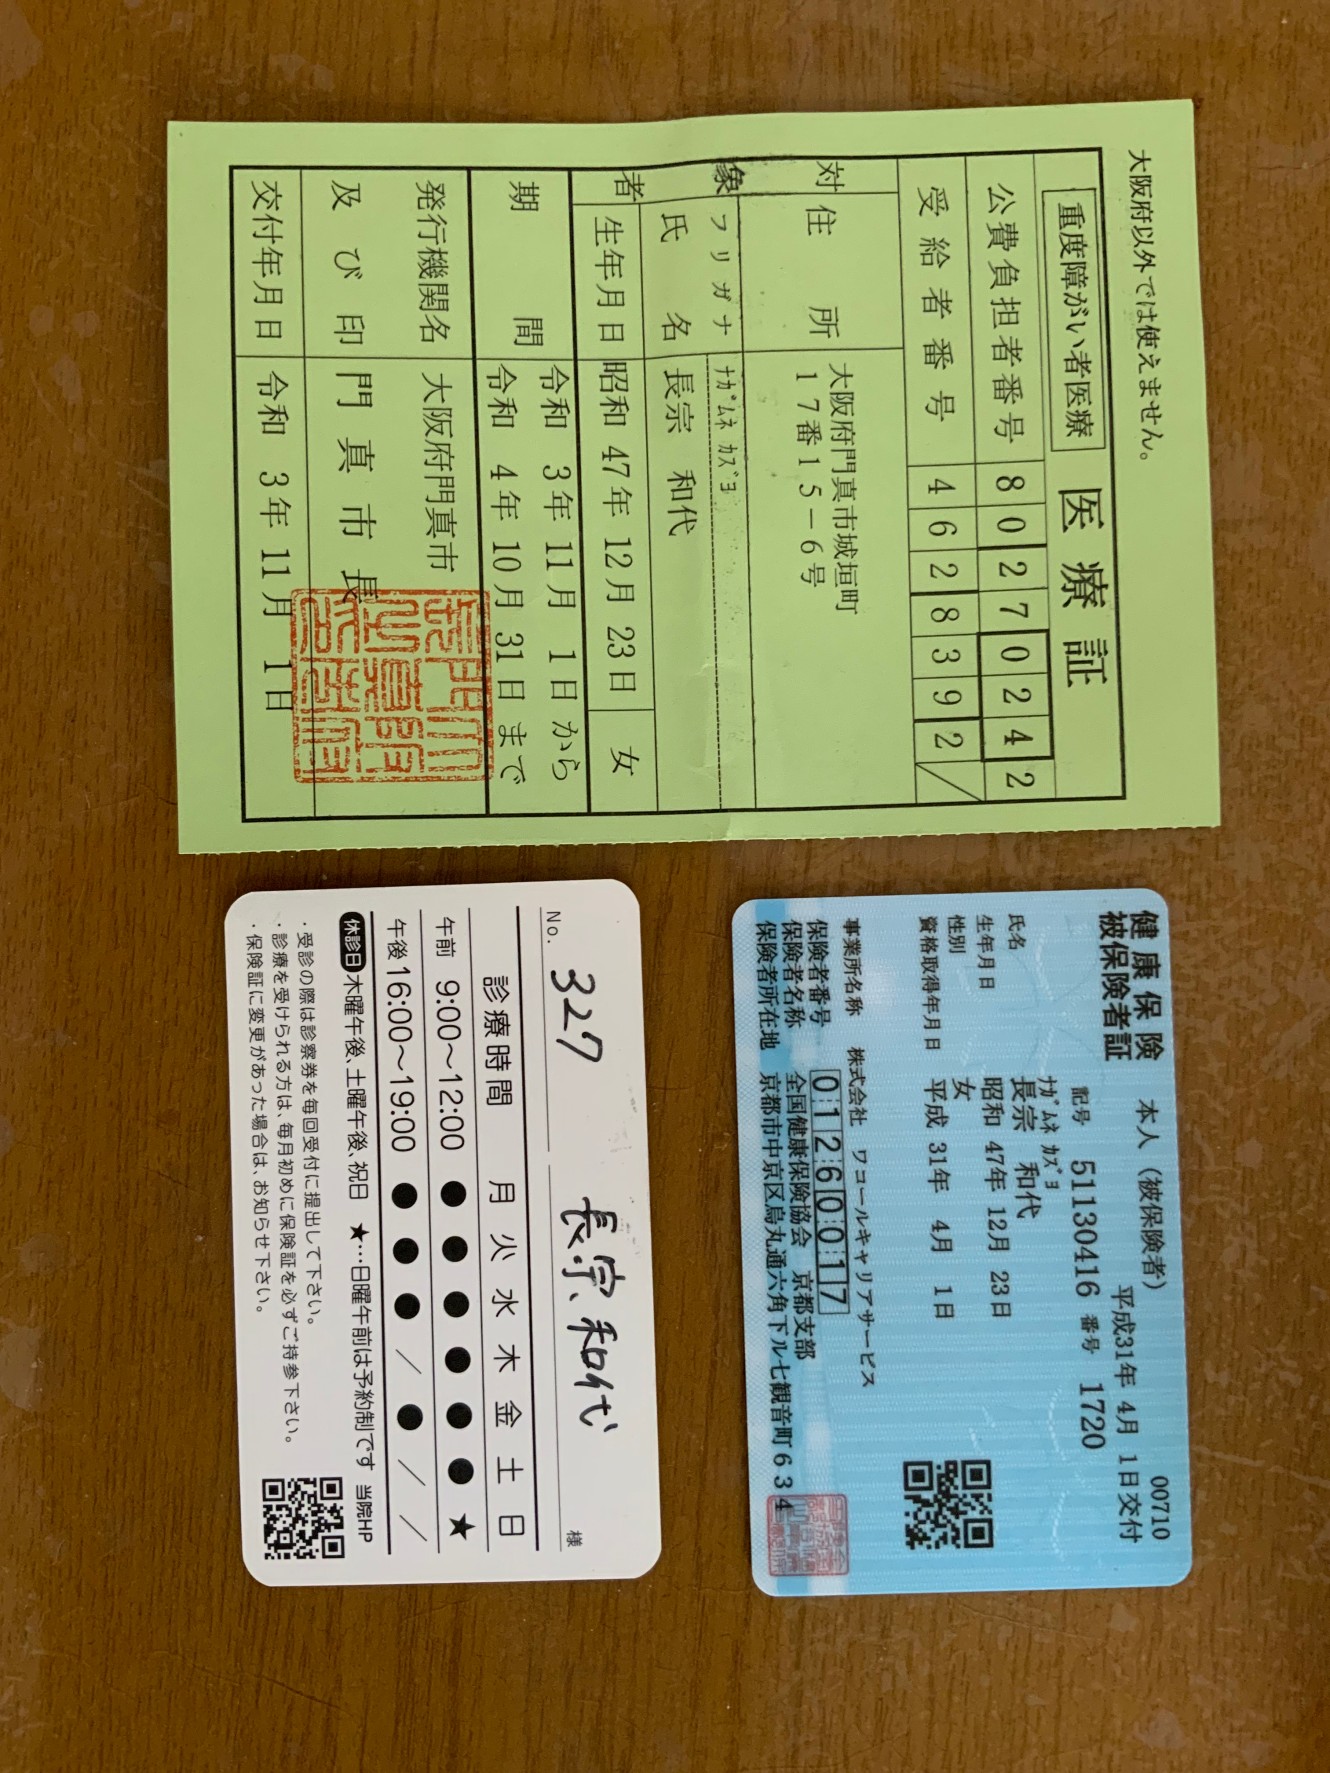 大阪府以外では使えません。
重度障がい者医療 医療証
公費負担者番号 8 0 2 7 0 2 4 2
受給者番号 4 6 2 8 3 9 2 /
対象者
住所 大阪府門真市城垣町
17番15-6号
フリガナ ナガムネ カズヨ
氏名 長宗 和代
生年月日 昭和 47年 12月 23日 女
期間 令和 3年 11月 1日から
令和 4年 10月 31日まで
発行機関名 大阪府門真市
及び印 門真市長
交付年月日 令和 3年 11月 1日
健康保険 本人(被保険者) 00710
被保険者証 平成31年 4月 1日交付
記号 51130416 番号 1720
ナガムネ カズヨ
氏名 長宗 和代
生年月日 昭和 47年 12月 23日
性別 女
資格取得年月日 平成 31年 4月 1日
事業所名称 株式会社 ワコールキャリアサービス
保険者番号 0 1 2 6 0 0 1 7
保険者名称 全国健康保険協会 京都支部
保険者所在地 京都市中京区烏丸通六角下ル七観音町634
No. 327 長宗、和代 様
診療時間 月 火 水 木 金 土 日
午前 9:00～12:00 ● ● ● ● ● ● ★
午後 16:00～19:00 ● ● ● / ● / /
休診日 木曜午後、土曜午後、祝日 ★…日曜午前は予約制です 当院HP
・受診の際は診察券を毎回受付に提出して下さい。
・診療を受けられる方は、毎月初めに保険証を必ずご持参下さい。
・保険証に変更があった場合は、お知らせ下さい。